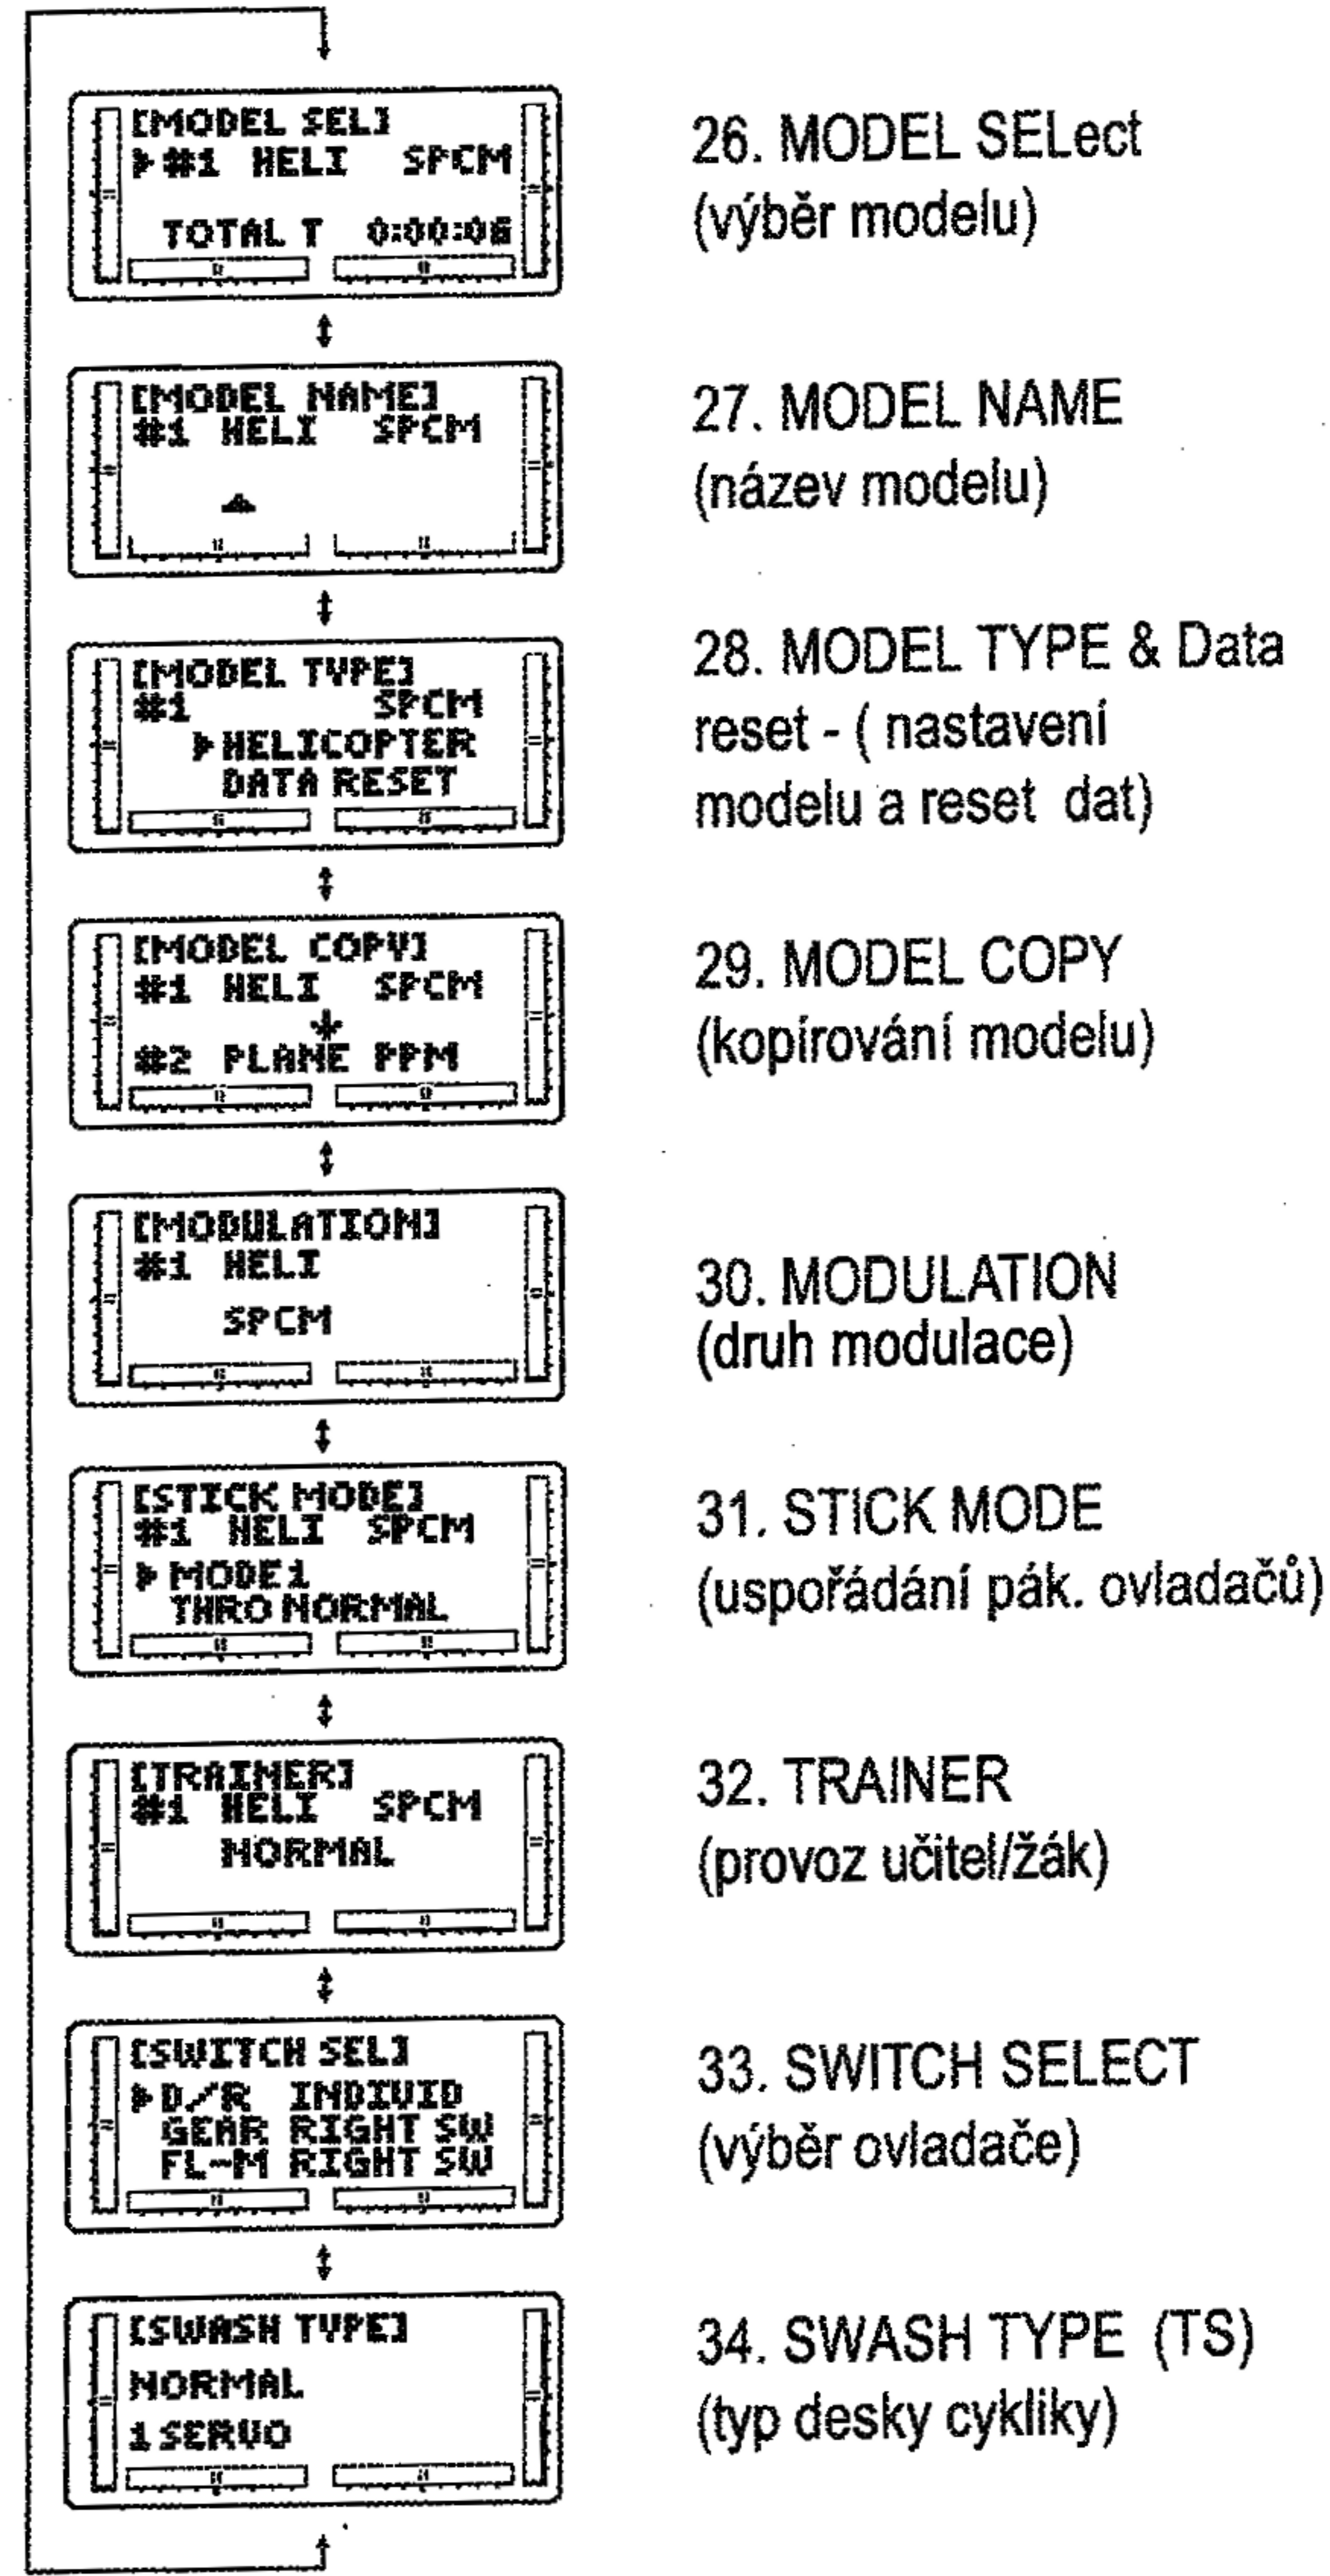 [MODEL SEL]
#1 HELI SPCM
TOTAL T 0:00:06
26. MODEL SELect
(výběr modelu)
[MODEL NAME]
#1 HELI SPCM
27. MODEL NAME
(název modelu)
[MODEL TYPE]
#1 SPCM
HELICOPTER
DATA RESET
28. MODEL TYPE & Data
reset - ( nastavení
modelu a reset dat)
[MODEL COPY]
#1 HELI SPCM
#2 PLANE PPM
29. MODEL COPY
(kopírování modelu)
[MODULATION]
#1 HELI
SPCM
30. MODULATION
(druh modulace)
[STICK MODE]
#1 HELI SPCM
MODE1
THRO NORMAL
31. STICK MODE
(uspořádání pák. ovladačů)
[TRAINER]
#1 HELI SPCM
NORMAL
32. TRAINER
(provoz učitel/žák)
[SWITCH SEL]
D/R INDIVID
GEAR RIGHT SW
FL-M RIGHT SW
33. SWITCH SELECT
(výběr ovladače)
[SWASH TYPE]
NORMAL
1 SERVO
34. SWASH TYPE (TS)
(typ desky cykliky)